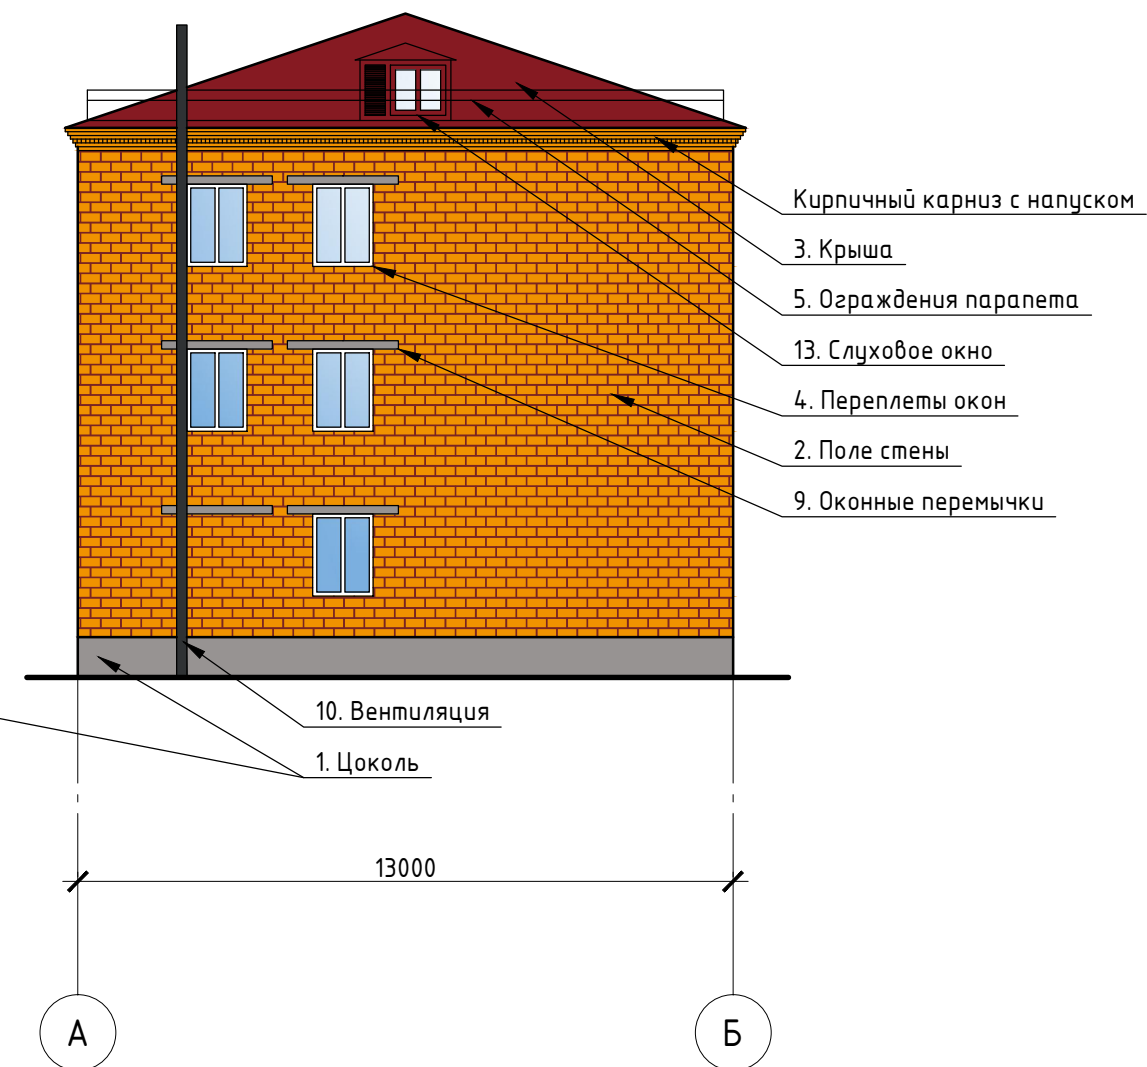 Кирпичный карниз с напуском
3. Крыша
5. Ограждения парапета
13. Слуховое окно
4. Переплеты окон
2. Поле стены
9. Оконные перемычки
10. Вентиляция
1. Цоколь
13000
А
Б